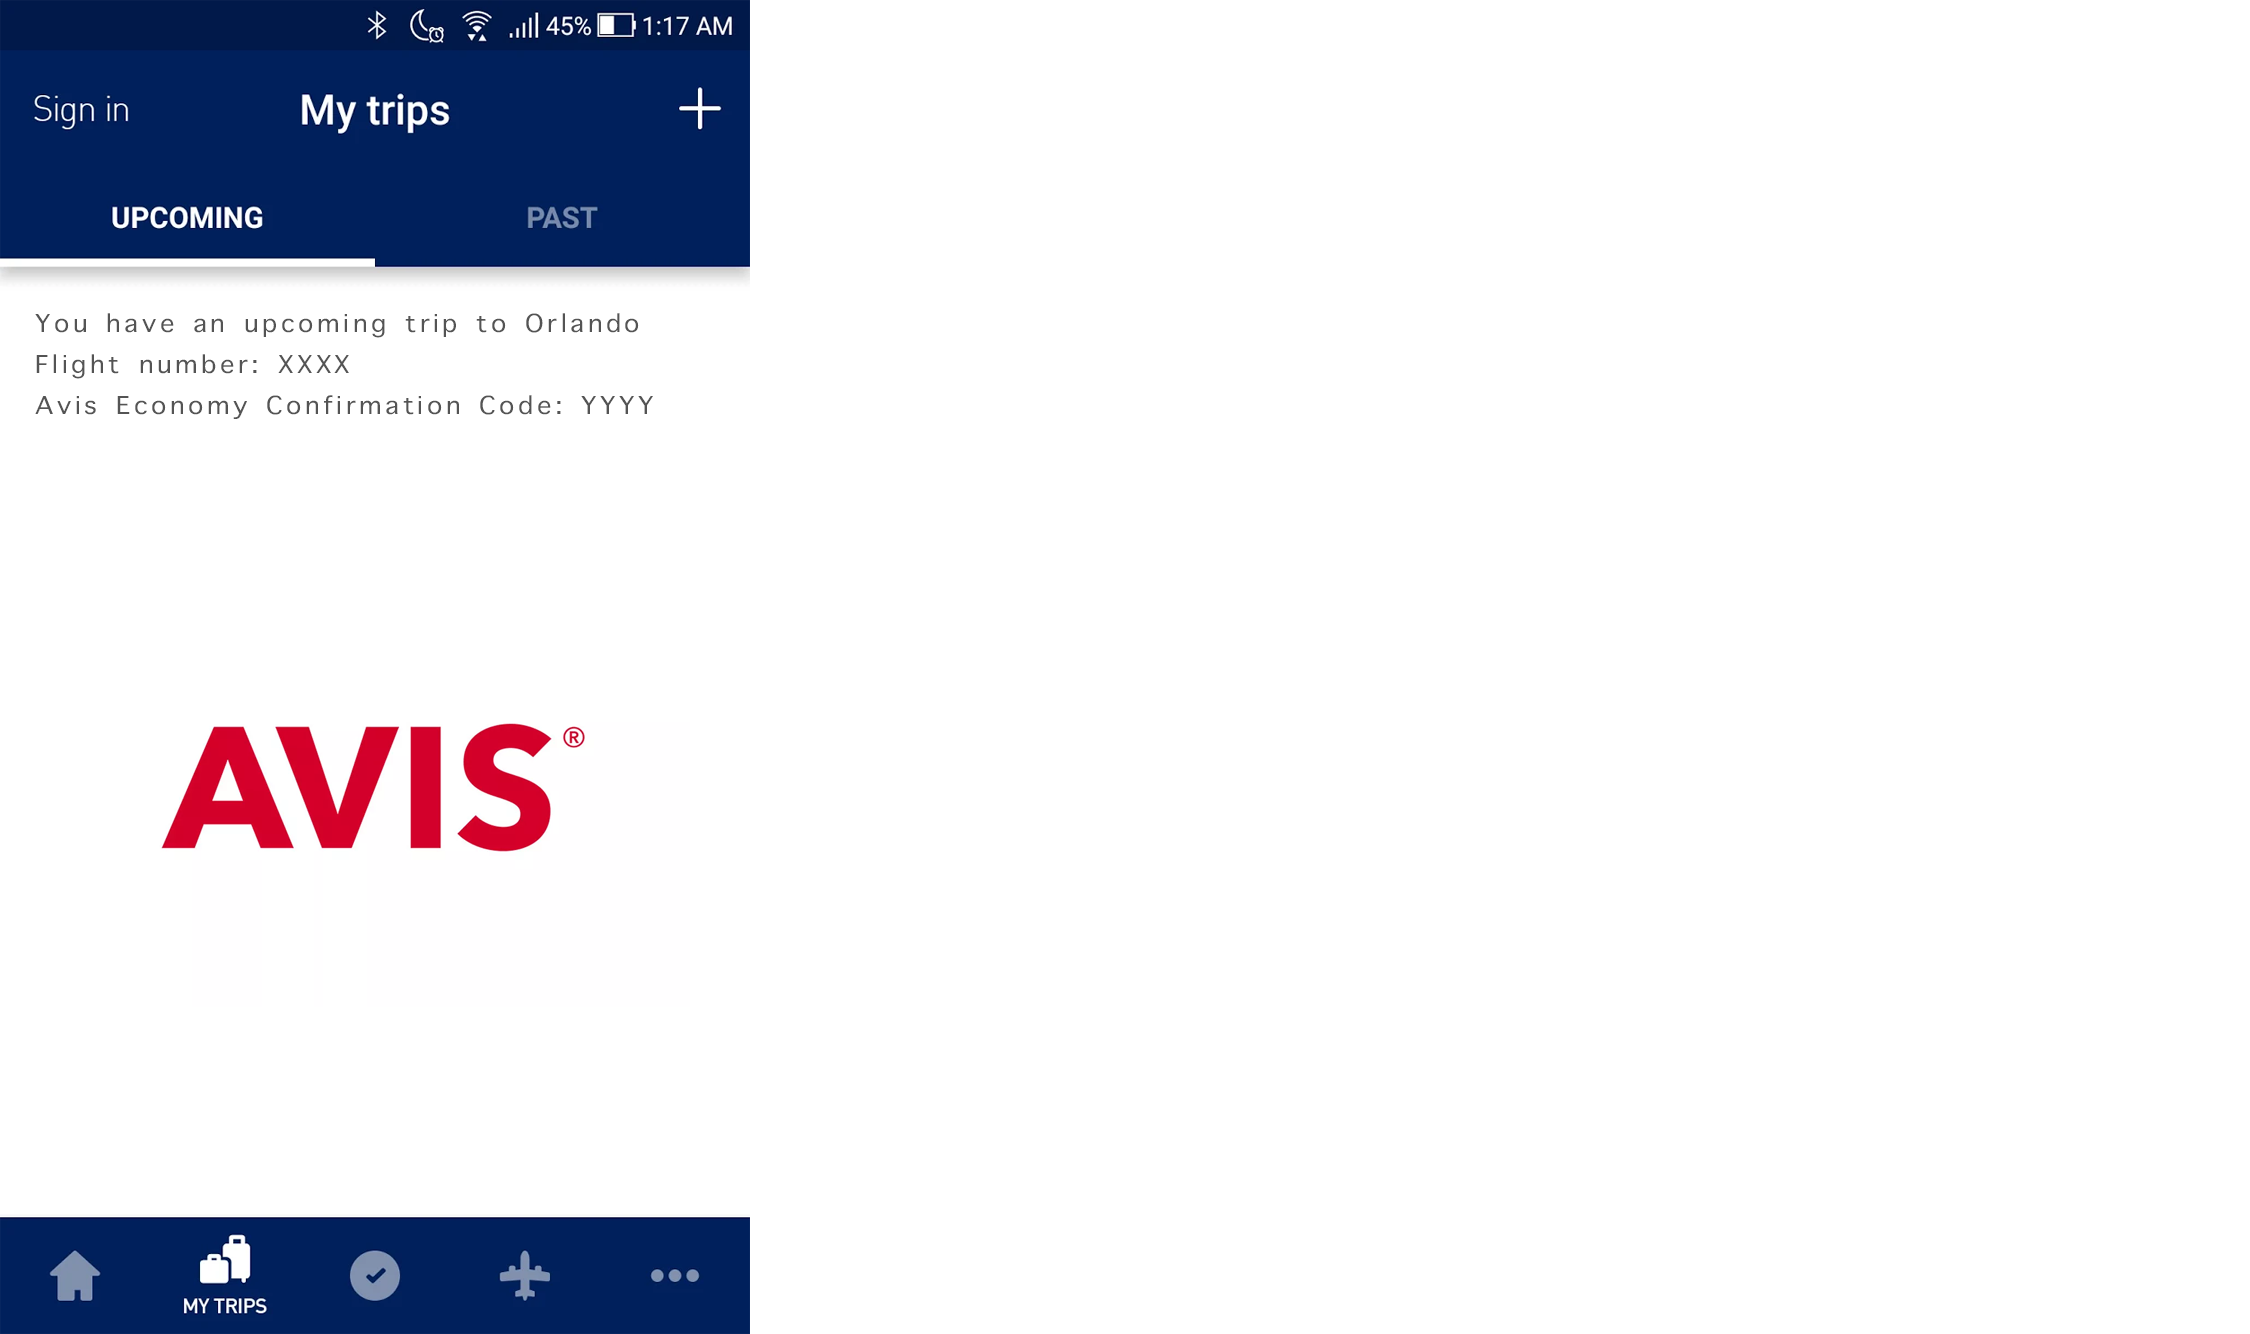 45% 1:17 AM
Sign in My trips +
UPCOMING PAST
You have an upcoming trip to Orlando
Flight number: XXXX
Avis Economy Confirmation Code: YYYY
AVIS®
MY TRIPS